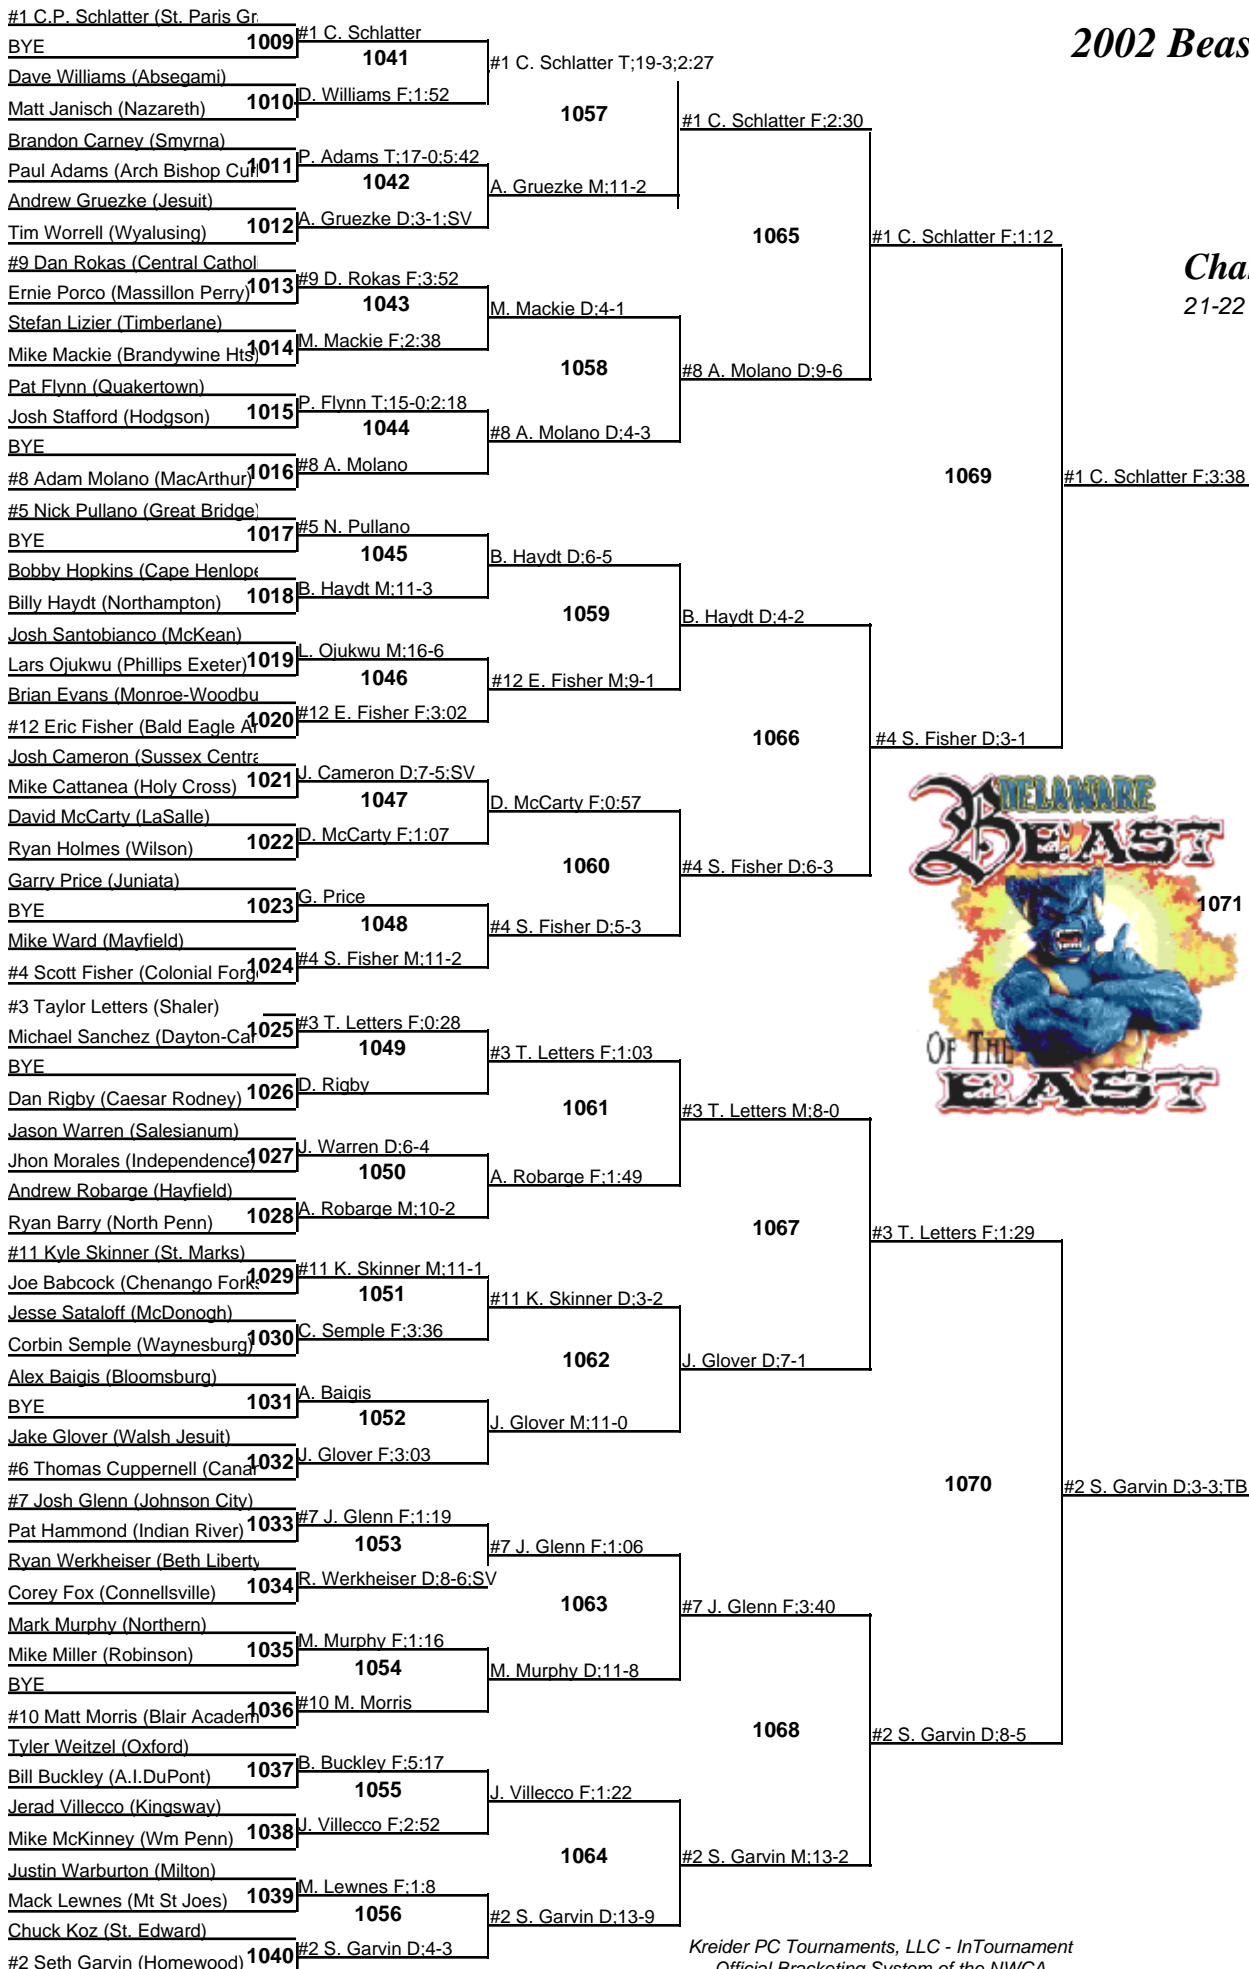 2002 Beas
Cha
21-22
#1 C.P. Schlatter (St. Paris Gr
BYE
1009
Dave Williams (Absegami)
Matt Janisch (Nazareth)
1010
Brandon Carney (Smyrna)
Paul Adams (Arch Bishop Cur
1011
Andrew Gruezke (Jesuit)
Tim Worrell (Wyalusing)
1012
#9 Dan Rokas (Central Cathol
Ernie Porco (Massillon Perry)
1013
Stefan Lizier (Timberlane)
Mike Mackie (Brandywine Hts)
1014
Pat Flynn (Quakertown)
Josh Stafford (Hodgson)
1015
BYE
#8 Adam Molano (MacArthur)
1016
#5 Nick Pullano (Great Bridge)
BYE
1017
Bobby Hopkins (Cape Henlope
Billy Haydt (Northampton)
1018
Josh Santobianco (McKean)
Lars Ojukwu (Phillips Exeter)
1019
Brian Evans (Monroe-Woodbu
#12 Eric Fisher (Bald Eagle Ar
1020
Josh Cameron (Sussex Centra
Mike Cattanea (Holy Cross)
1021
David McCarty (LaSalle)
Ryan Holmes (Wilson)
1022
Garry Price (Juniata)
BYE
1023
Mike Ward (Mayfield)
#4 Scott Fisher (Colonial Forge
1024
#3 Taylor Letters (Shaler)
Michael Sanchez (Dayton-Car
1025
BYE
Dan Rigby (Caesar Rodney)
1026
Jason Warren (Salesianum)
Jhon Morales (Independence)
1027
Andrew Robarge (Hayfield)
Ryan Barry (North Penn)
1028
#11 Kyle Skinner (St. Marks)
Joe Babcock (Chenango Forks
1029
Jesse Sataloff (McDonogh)
Corbin Semple (Waynesburg)
1030
Alex Baigis (Bloomsburg)
BYE
1031
Jake Glover (Walsh Jesuit)
#6 Thomas Cuppernell (Canar
1032
#7 Josh Glenn (Johnson City)
Pat Hammond (Indian River)
1033
Ryan Werkheiser (Beth Liberty
Corey Fox (Connellsville)
1034
Mark Murphy (Northern)
Mike Miller (Robinson)
1035
BYE
#10 Matt Morris (Blair Academ
1036
Tyler Weitzel (Oxford)
Bill Buckley (A.I.DuPont)
1037
Jerad Villecco (Kingsway)
Mike McKinney (Wm Penn)
1038
Justin Warburton (Milton)
Mack Lewnes (Mt St Joes)
1039
Chuck Koz (St. Edward)
#2 Seth Garvin (Homewood)
1040
#1 C. Schlatter
1041
D. Williams F;1:52
P. Adams T;17-0;5:42
1042
A. Gruezke D;3-1;SV
#9 D. Rokas F;3:52
1043
M. Mackie F;2:38
P. Flynn T;15-0;2:18
1044
#8 A. Molano
#5 N. Pullano
1045
B. Haydt M;11-3
L. Ojukwu M;16-6
1046
#12 E. Fisher F;3:02
J. Cameron D;7-5;SV
1047
D. McCarty F;1:07
G. Price
1048
#4 S. Fisher M;11-2
#3 T. Letters F;0:28
1049
D. Rigby
J. Warren D;6-4
1050
A. Robarge M;10-2
#11 K. Skinner M;11-1
1051
C. Semple F;3:36
A. Baigis
1052
J. Glover F;3:03
#7 J. Glenn F;1:19
1053
R. Werkheiser D;8-6;SV
M. Murphy F;1:16
1054
#10 M. Morris
B. Buckley F;5:17
1055
J. Villecco F;2:52
M. Lewnes F;1:8
1056
#2 S. Garvin D;4-3
#1 C. Schlatter T;19-3;2:27
1057
A. Gruezke M;11-2
M. Mackie D;4-1
1058
#8 A. Molano D;4-3
B. Haydt D;6-5
1059
#12 E. Fisher M;9-1
D. McCarty F;0:57
1060
#4 S. Fisher D;5-3
#3 T. Letters F;1:03
1061
A. Robarge F;1:49
#11 K. Skinner D;3-2
1062
J. Glover M;11-0
#7 J. Glenn F;1:06
1063
M. Murphy D;11-8
J. Villecco F;1:22
1064
#2 S. Garvin D;13-9
#1 C. Schlatter F;2:30
1065
#8 A. Molano D;9-6
B. Haydt D;4-2
1066
#4 S. Fisher D;6-3
#3 T. Letters M;8-0
1067
J. Glover D;7-1
#7 J. Glenn F;3:40
1068
#2 S. Garvin M;13-2
#1 C. Schlatter F;1:12
1069
#4 S. Fisher D;3-1
#3 T. Letters F;1:29
1070
#2 S. Garvin D;8-5
#1 C. Schlatter F;3:38
1071
#2 S. Garvin D;3-3;TB
DELAWARE
BEAST
OF THE
EAST
Kreider PC Tournaments, LLC - InTournament
Official Bracketing System of the NWCA